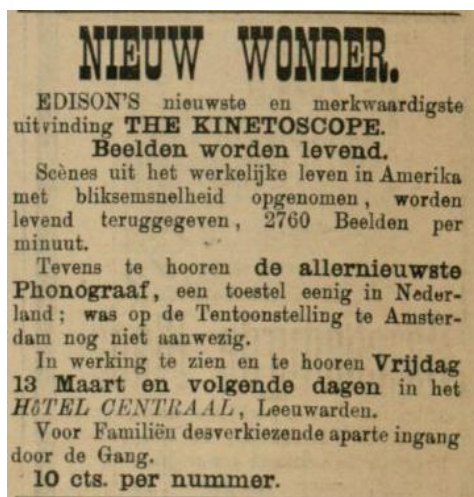 NIEUW WONDER.
EDISON'S nieuwste en merkwaardigste
uitvinding THE KINETOSCOPE.
Beelden worden levend.
Scènes uit het werkelijke leven in Amerika
met bliksemsnelheid opgenomen, worden
levend teruggegeven, 2760 Beelden per
minuut.
Tevens te hooren de allernieuwste
Phonograaf, een toestel eenig in Neder-
land; was op de Tentoonstelling te Amster-
dam nog niet aanwezig.
In werking te zien en te hooren Vrijdag
13 Maart en volgende dagen in het
HôTEL CENTRAAL, Leeuwarden.
Voor Familiën desverkiezende aparte ingang
door de Gang.
10 cts. per nummer.